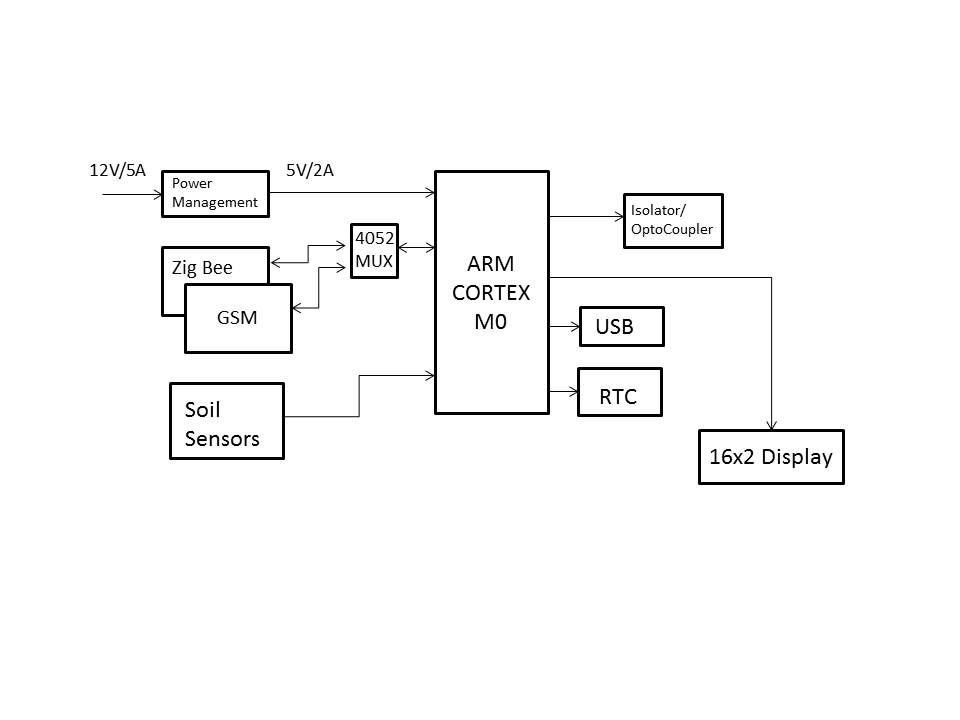 12V/5A
Power
Management
5V/2A
Zig Bee
GSM
4052
MUX
Soil
Sensors
ARM
CORTEX
M0
Isolator/
OptoCoupler
USB
RTC
16x2 Display